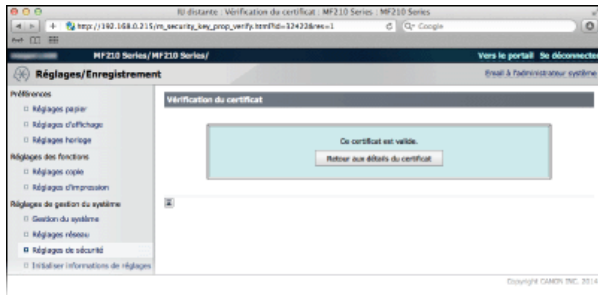 IU distante : Vérification du certificat : MF210 Series : MF210 Series
http://192.168.0.215/m_security_key_prop_verify.html?id=32422&res=1
Google
MF210 Series/MF210 Series/
Vers le portail Se déconnecter
Réglages/Enregistrement
Email à l'administrateur système
Préférences
Réglages papier
Réglages d'affichage
Réglages horloge
Réglages des fonctions
Réglages copie
Réglages d'impression
Réglages de gestion du système
Gestion du système
Réglages réseau
Réglages de sécurité
Initialiser informations de réglages
Vérification du certificat
Ce certificat est valide.
Retour aux détails du certificat
Copyright CANON INC. 2014